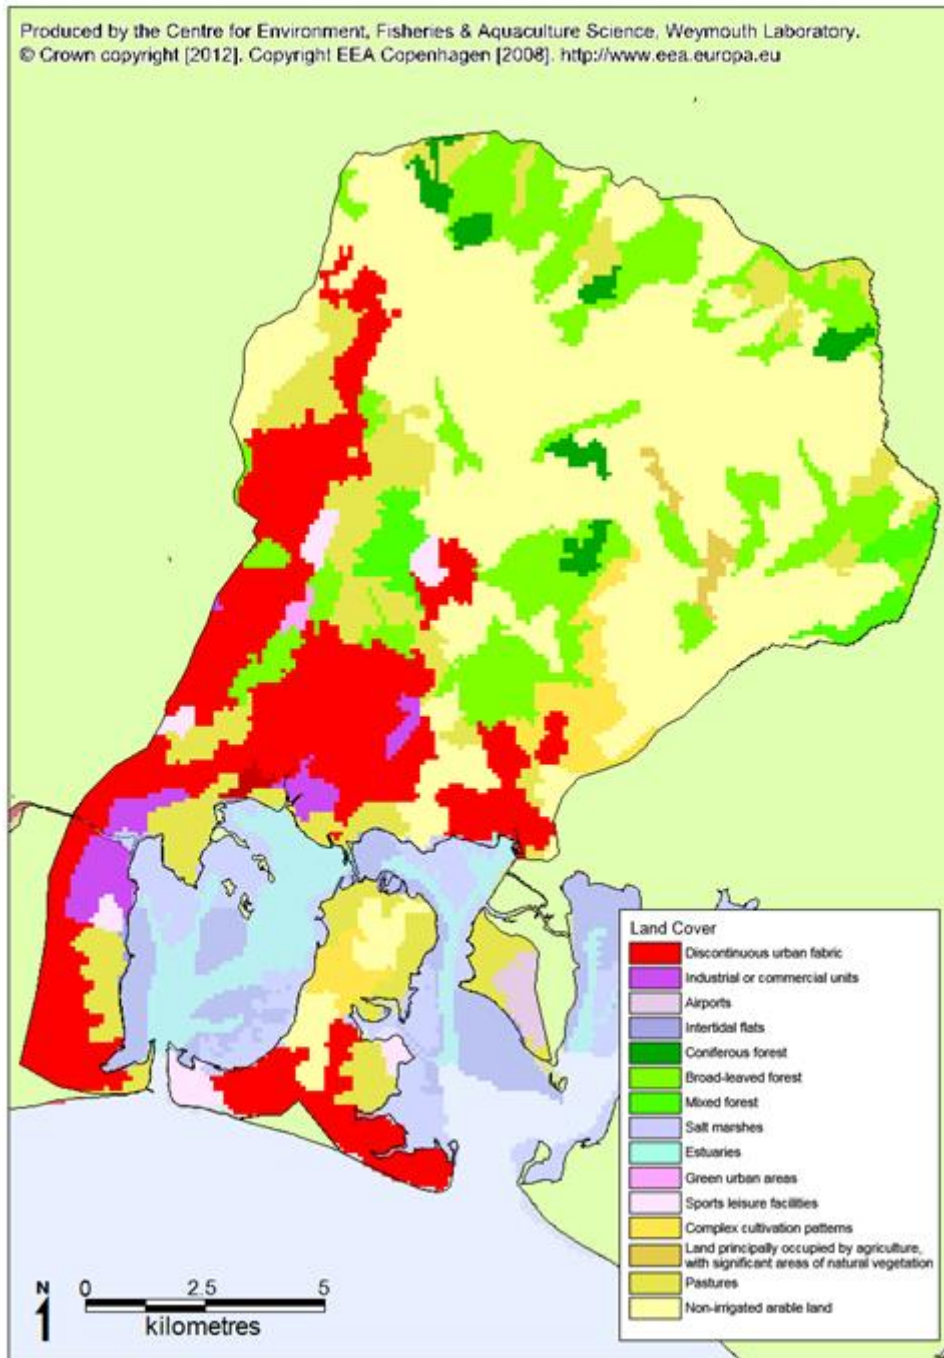 Produced by the Centre for Environment, Fisheries & Aquaculture Science, Weymouth Laboratory.
© Crown copyright [2012]. Copyright EEA Copenhagen [2008]. http://www.eea.europa.eu
Land Cover
Discontinuous urban fabric
Industrial or commercial units
Airports
Intertidal flats
Coniferous forest
Broad-leaved forest
Mixed forest
Salt marshes
Estuaries
Green urban areas
Sports leisure facilities
Complex cultivation patterns
Land principally occupied by agriculture,
with significant areas of natural vegetation
Pastures
Non-irrigated arable land
N
0 2.5 5
kilometres